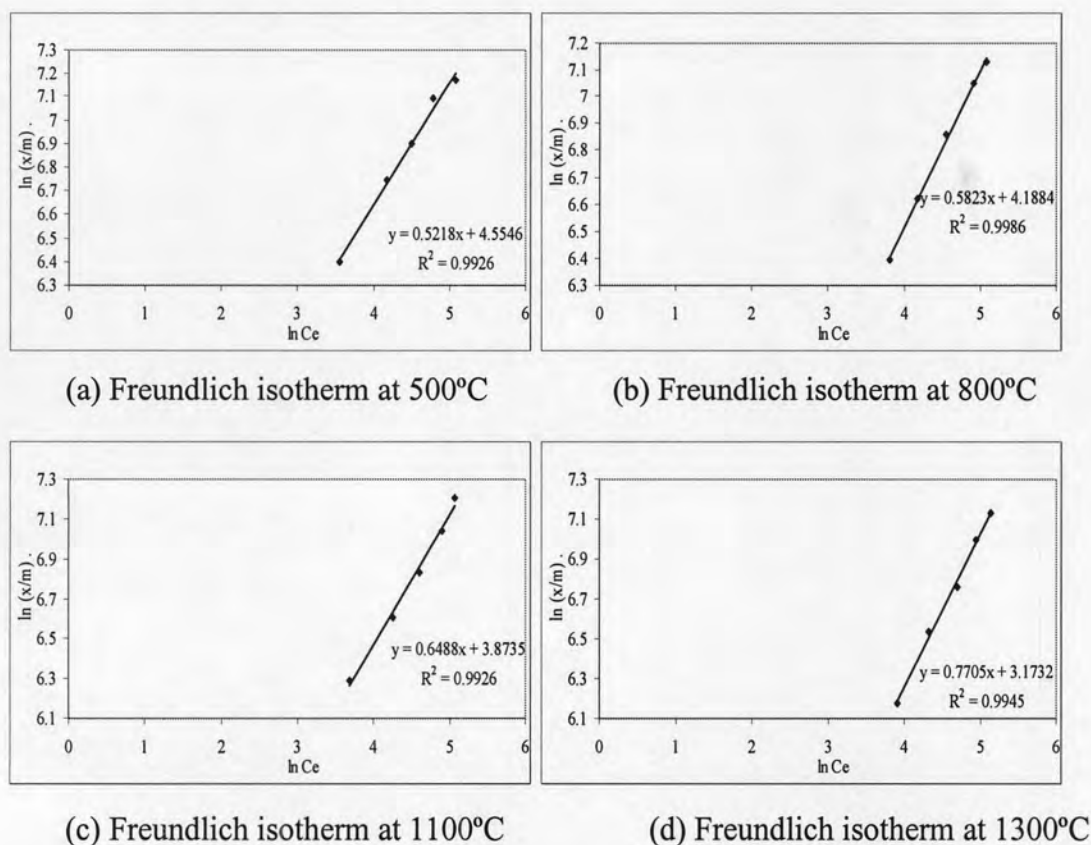 7.3
7.2
7.1
7
6.9
6.8
6.7
6.6
6.5
6.4
6.3
ln (x/m) .
y = 0.5218x + 4.5546
R² = 0.9926
0 1 2 3 4 5 6
ln Ce
(a) Freundlich isotherm at 500ºC
7.2
7.1
7
6.9
6.8
6.7
6.6
6.5
6.4
6.3
ln (x/m) .
y = 0.5823x + 4.1884
R² = 0.9986
0 1 2 3 4 5 6
ln Ce
(b) Freundlich isotherm at 800ºC
7.3
7.1
6.9
6.7
6.5
6.3
6.1
ln (x/m) .
y = 0.6488x + 3.8735
R² = 0.9926
0 1 2 3 4 5 6
ln Ce
(c) Freundlich isotherm at 1100ºC
7.3
7.1
6.9
6.7
6.5
6.3
6.1
ln (x/m) .
y = 0.7705x + 3.1732
R² = 0.9945
0 1 2 3 4 5 6
ln Ce
(d) Freundlich isotherm at 1300ºC